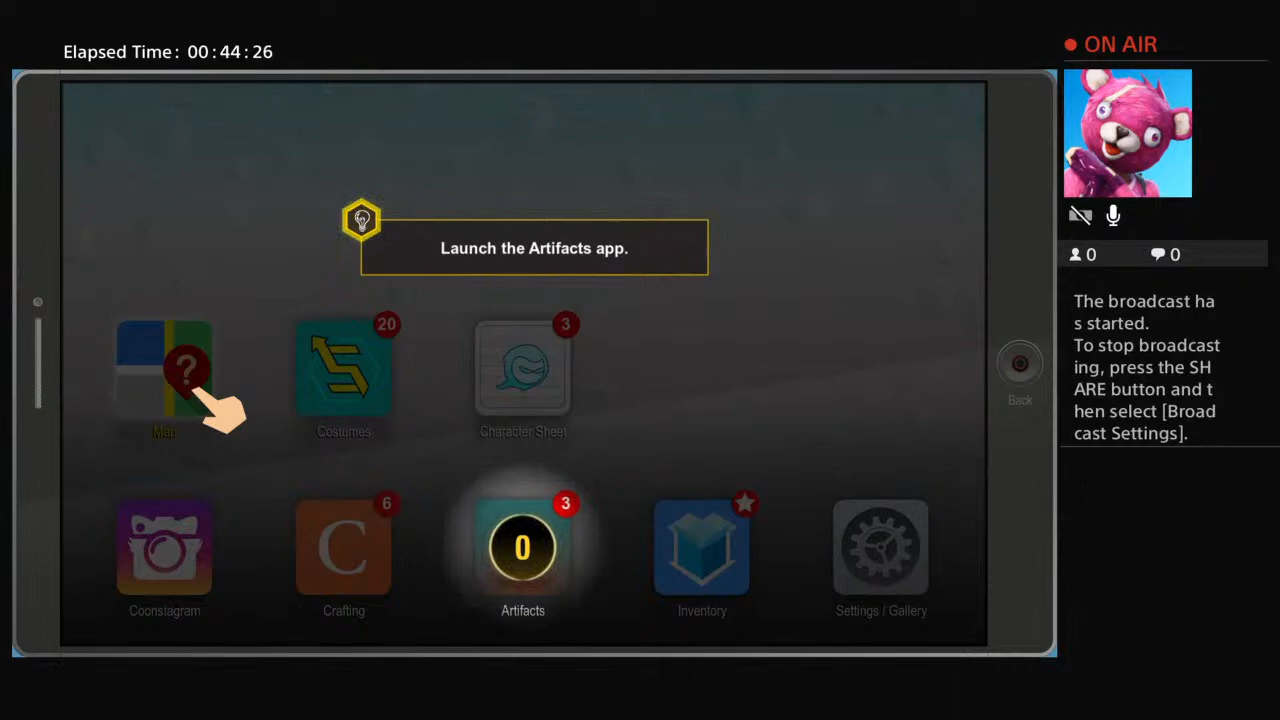 Elapsed Time: 00:44:26
ON AIR
Launch the Artifacts app.
0
0
The broadcast ha
s started.
To stop broadcast
ing, press the SH
ARE button and t
hen select [Broad
cast Settings].
?
20
3
Map
Costumes
Character Sheet
Back
C
6
0
3
Coonstagram
Crafting
Artifacts
Inventory
Settings / Gallery